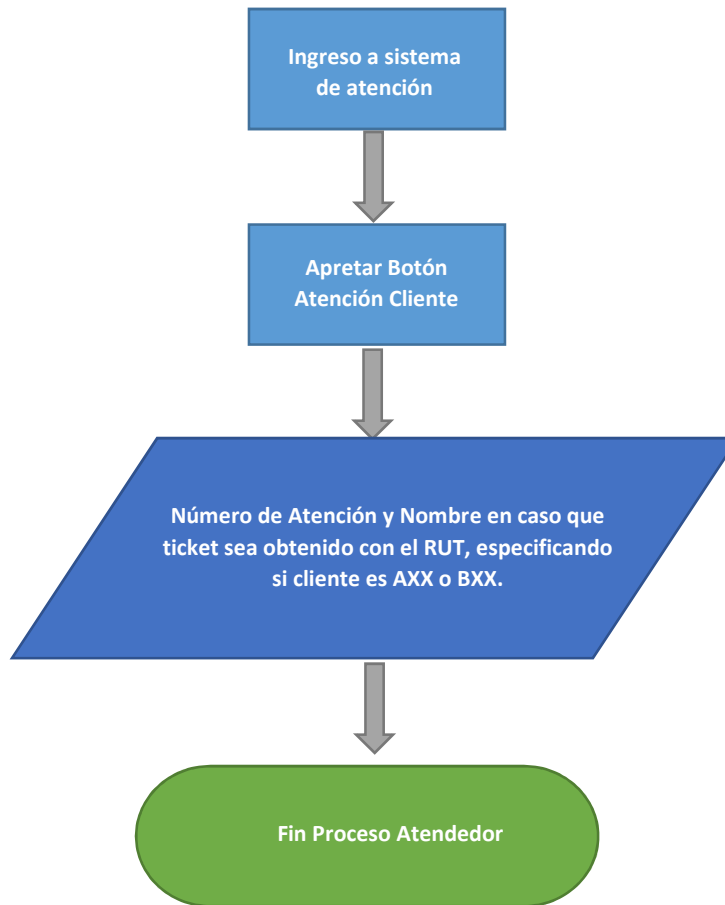 Ingreso a sistema
de atención
Apretar Botón
Atención Cliente
Número de Atención y Nombre en caso que
ticket sea obtenido con el RUT, especificando
si cliente es AXX o BXX.
Fin Proceso Atendedor